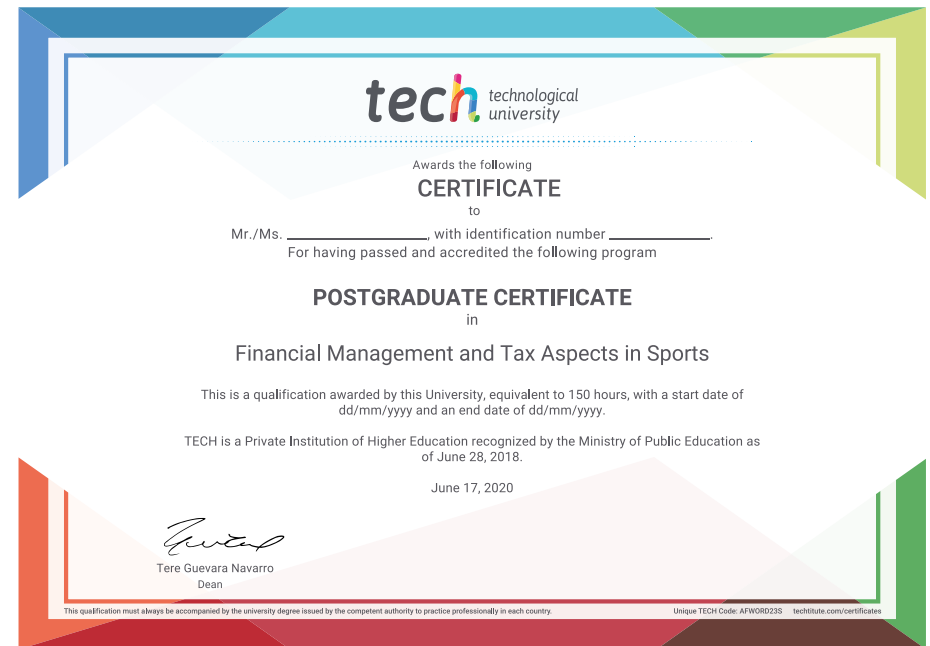 tech technological
university
Awards the following
CERTIFICATE
to
Mr./Ms. ____________________, with identification number ______________.
For having passed and accredited the following program
POSTGRADUATE CERTIFICATE
in
Financial Management and Tax Aspects in Sports
This is a qualification awarded by this University, equivalent to 150 hours, with a start date of
dd/mm/yyyy and an end date of dd/mm/yyyy.
TECH is a Private Institution of Higher Education recognized by the Ministry of Public Education as
of June 28, 2018.
June 17, 2020
Tere Guevara Navarro
Dean
This qualification must always be accompanied by the university degree issued by the competent authority to practice professionally in each country. Unique TECH Code: AFWORD23S techtitute.com/certificates